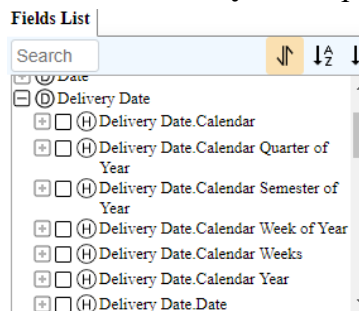 Fields List
Search
A
Z
D Date
D Delivery Date
H Delivery Date.Calendar
H Delivery Date.Calendar Quarter of
Year
H Delivery Date.Calendar Semester of
Year
H Delivery Date.Calendar Week of Year
H Delivery Date.Calendar Weeks
H Delivery Date.Calendar Year
H Delivery Date.Date